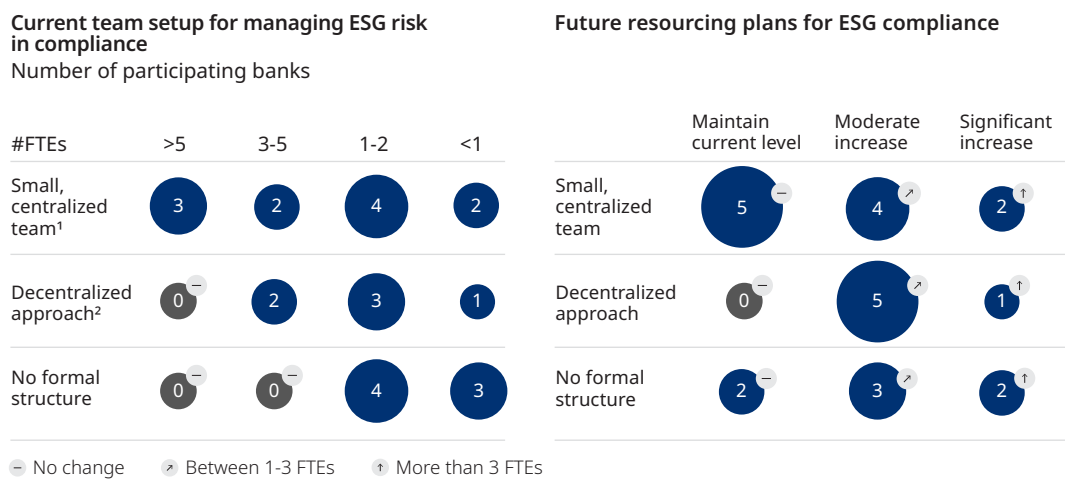 Current team setup for managing ESG risk
in compliance
Number of participating banks
#FTEs >5 3-5 1-2 <1
Small,
centralized
team¹
3 2 4 2
Decentralized
approach²
0 2 3 1
No formal
structure
0 0 4 3
Future resourcing plans for ESG compliance
Maintain
current level
Moderate
increase
Significant
increase
Small,
centralized
team
5 4 2
Decentralized
approach
0 5 1
No formal
structure
2 3 2
− No change ↗ Between 1-3 FTEs ↑ More than 3 FTEs